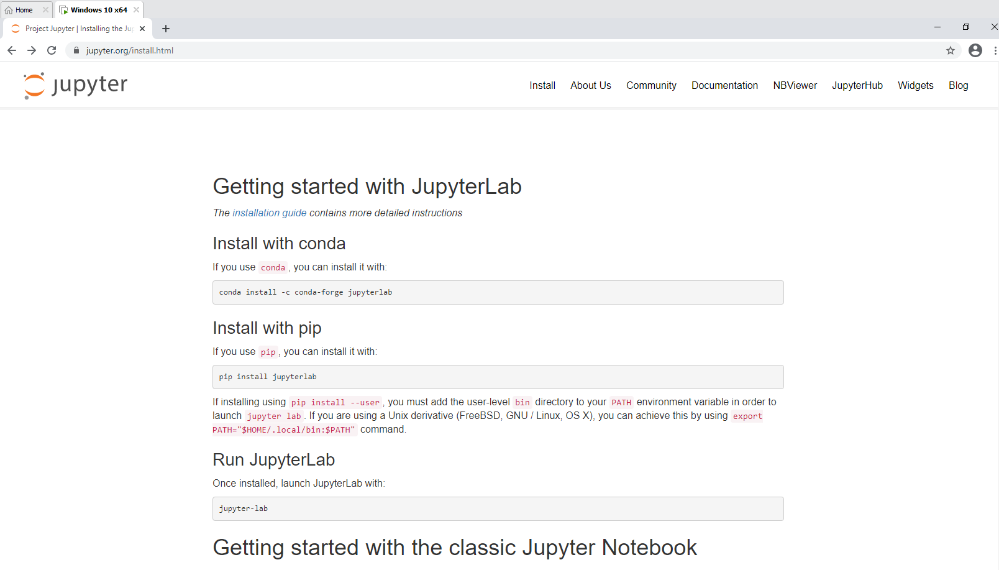 Home
Windows 10 x64
Project Jupyter | Installing the Ju
jupyter.org/install.html
jupyter
Install About Us Community Documentation NBViewer JupyterHub Widgets Blog
Getting started with JupyterLab
The installation guide contains more detailed instructions
Install with conda
If you use conda, you can install it with:
conda install -c conda-forge jupyterlab
Install with pip
If you use pip, you can install it with:
pip install jupyterlab
If installing using pip install --user, you must add the user-level bin directory to your PATH environment variable in order to
launch jupyter lab. If you are using a Unix derivative (FreeBSD, GNU / Linux, OS X), you can achieve this by using export
PATH="$HOME/.local/bin:$PATH" command.
Run JupyterLab
Once installed, launch JupyterLab with:
jupyter-lab
Getting started with the classic Jupyter Notebook